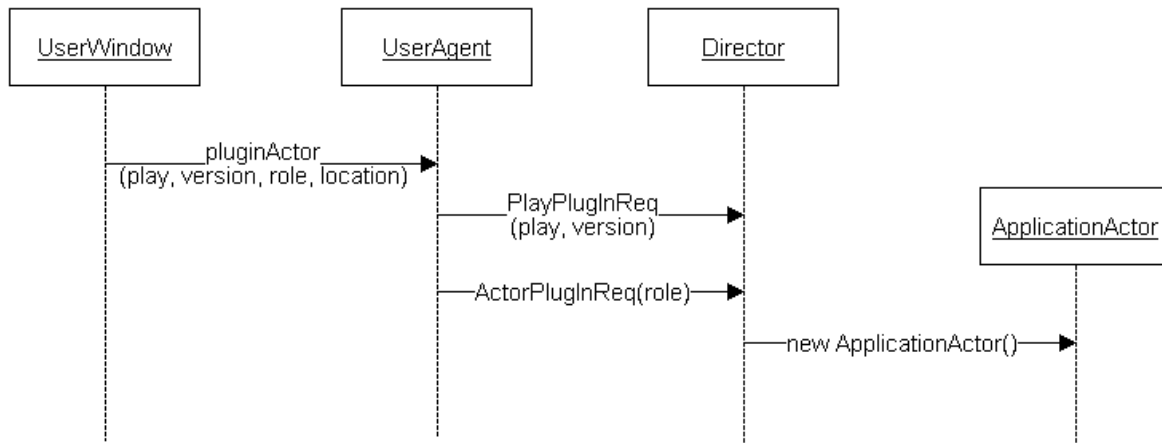 UserWindow
UserAgent
Director
pluginActor
(play, version, role, location)
PlayPlugInReq
(play, version)
ApplicationActor
ActorPlugInReq(role)
new ApplicationActor()